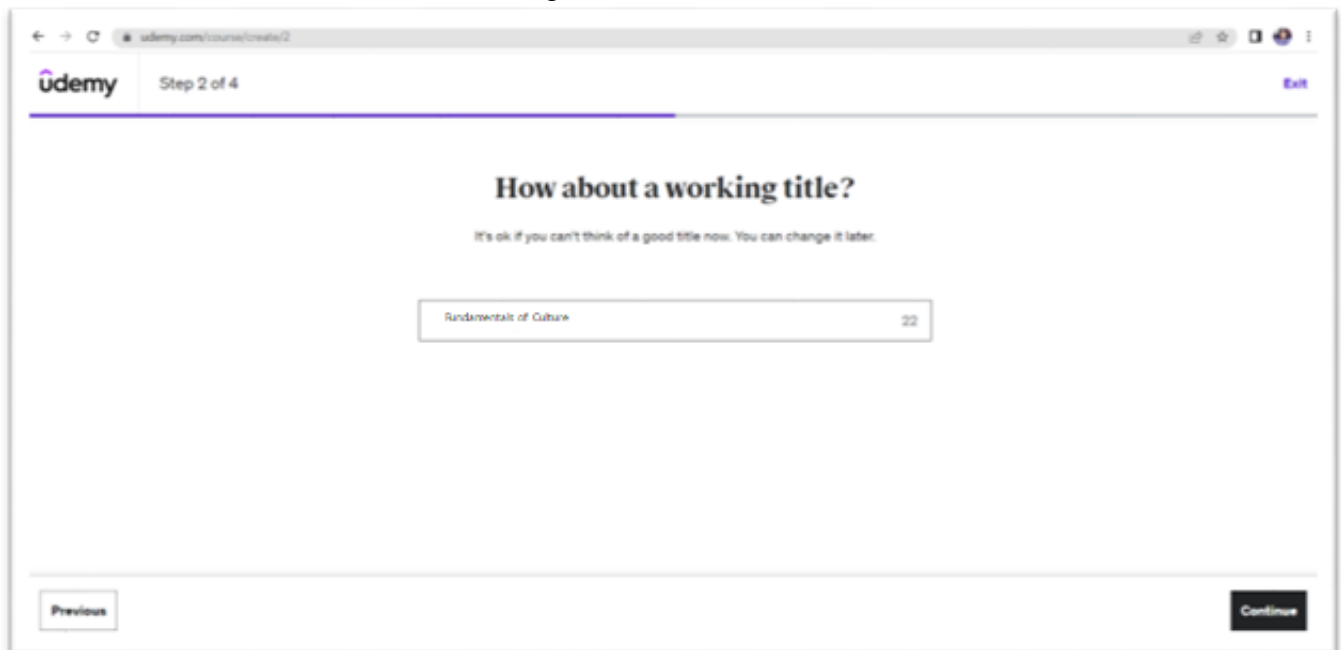 udemy.com/course/create/2
ûdemy Step 2 of 4 Exit
How about a working title?
It's ok if you can't think of a good title now. You can change it later.
Fundamentals of Culture 22
Previous Continue